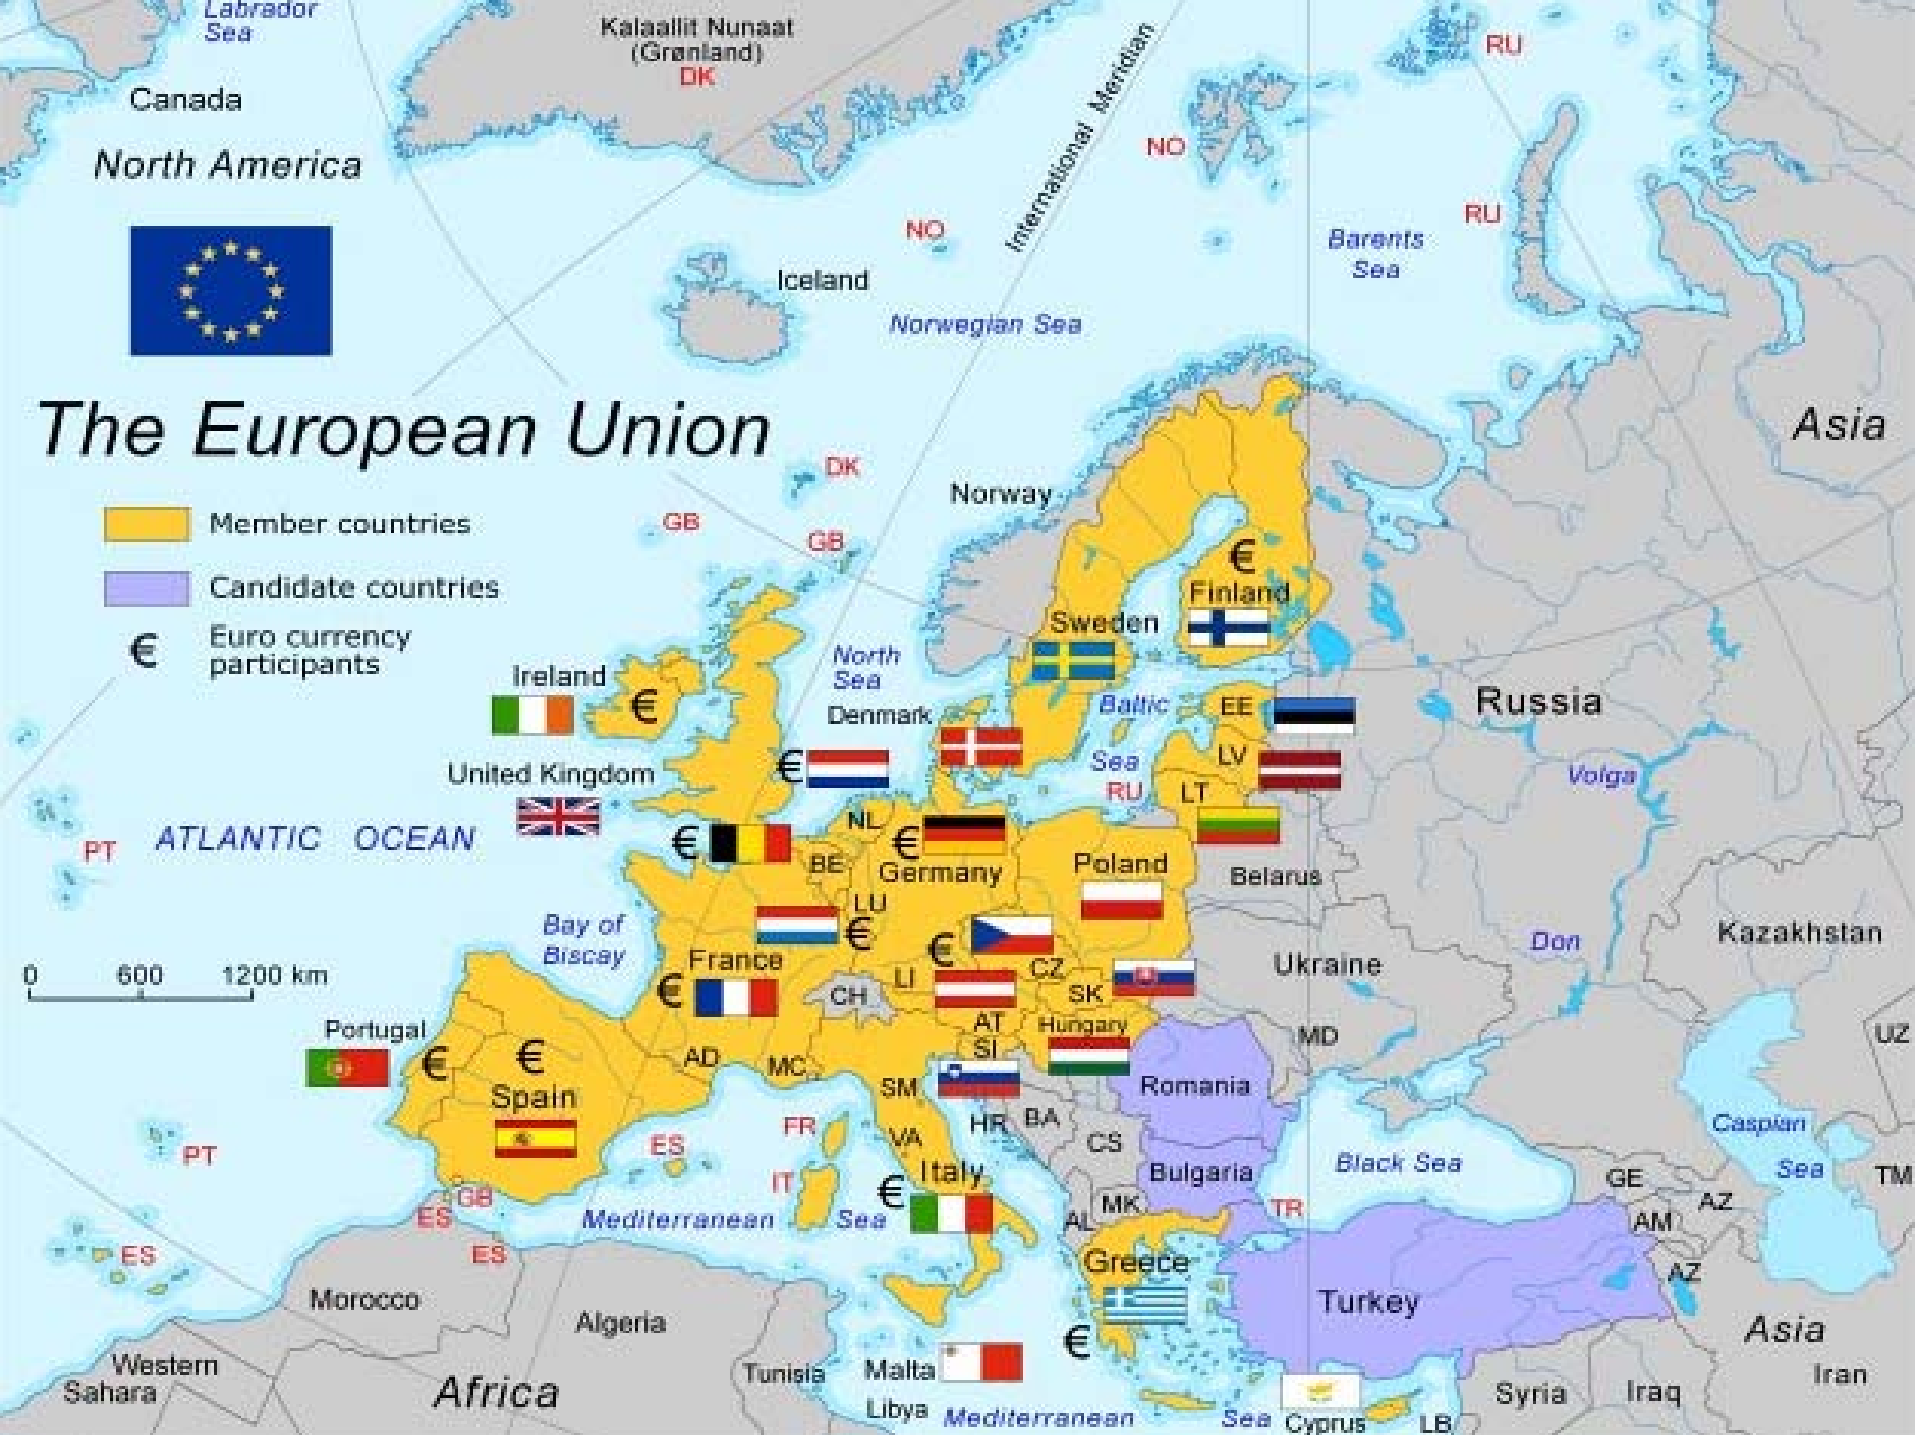 Labrador
Sea
Kalaallit Nunaat
(Grønland)
DK
International Meridian
RU
Canada
North America
NO
RU
NO
Barents
Sea
Iceland
Norwegian Sea
Asia
The European Union
DK
Norway
Member countries
GB
GB
Candidate countries
€
Finland
€
Euro currency
participants
Sweden
North
Sea
Ireland
€
Denmark
Baltic
EE
Russia
United Kingdom
€
Sea
LV
Volga
RU
LT
PT
ATLANTIC OCEAN
€
NL
€
BE
Germany
Poland
Belarus
LU
€
Bay of
Biscay
€
Don
Kazakhstan
France
€
LI
CZ
Ukraine
0 600 1200 km
CH
SK
Portugal
€
€
AT
Hungary
MD
UZ
SI
AD
MC
SM
Romania
Spain
HR
BA
FR
VA
CS
Caspian
Sea
PT
ES
IT
Italy
€
Bulgaria
Black Sea
GE
TM
GB
ES
MK
AL
TR
AZ
AM
Mediterranean Sea
ES
ES
Greece
AZ
Morocco
Algeria
€
Turkey
Asia
Western
Sahara
Africa
Tunisia
Malta
Iran
Libya
Mediterranean Sea
Cyprus
LB
Syria
Iraq